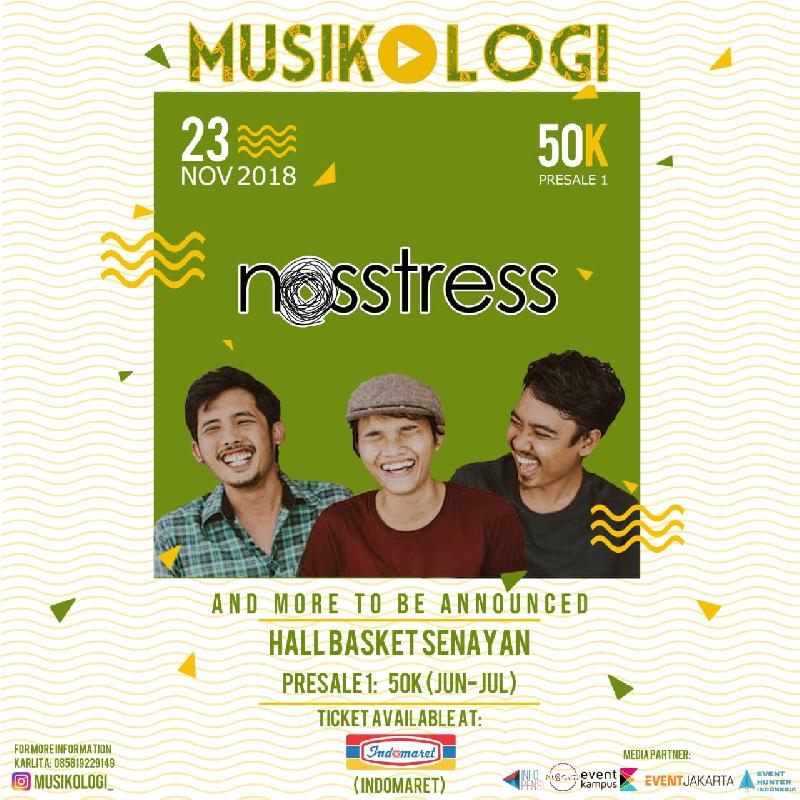 MUSIKOLOGI
23
NOV 2018
50K
PRESALE 1
nosstress
AND MORE TO BE ANNOUNCED
HALL BASKET SENAYAN
PRESALE 1: 50K (JUN-JUL)
TICKET AVAILABLE AT:
Indomaret
(INDOMARET)
FOR MORE INFORMATION
KARLITA: 085819229149
MUSIKOLOGI_
MEDIA PARTNER:
INFO
event
kampus
EVENTJAKARTA
EVENT
HUNTER
INDONESIA